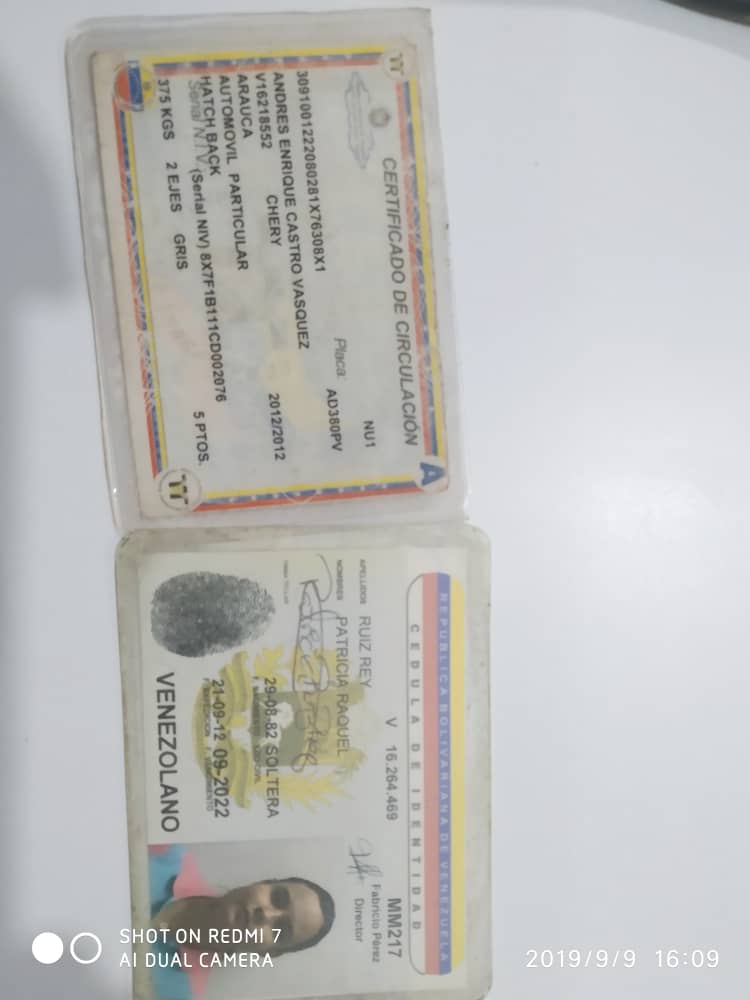 CERTIFICADO DE CIRCULACIÓN
A
NU1
Placa: AD380PV
3091001222080281X76308X1
ANDRES ENRIQUE CASTRO VASQUEZ
V16218552 CHERY 2012/2012
ARAUCA
AUTOMOVIL PARTICULAR
HATCH BACK 5 PTOS.
Serial N.I.V. (Serial NIV) 8X7F1B111CD002076
375 KGS 2 EJES GRIS
REPUBLICA BOLIVARIANA DE VENEZUELA
CEDULA DE IDENTIDAD
V 16.264.469 MM217
Fabricio Pérez
Director
APELLIDOS RUIZ REY
NOMBRES PATRICIA RAQUEL
29-08-82 SOLTERA
F. NACIMIENTO EDO. CIVIL
21-09-12 09-2022
F. EXPEDICION F. VENCIMIENTO
VENEZOLANO
SHOT ON REDMI 7
AI DUAL CAMERA
2019/9/9 16:09